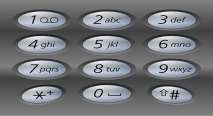 1 2 abc 3 def
4 ghi 5 jkl 6 mno
7 pqrs 8 tuv 9 wxyz
*+ 0 ⇧#